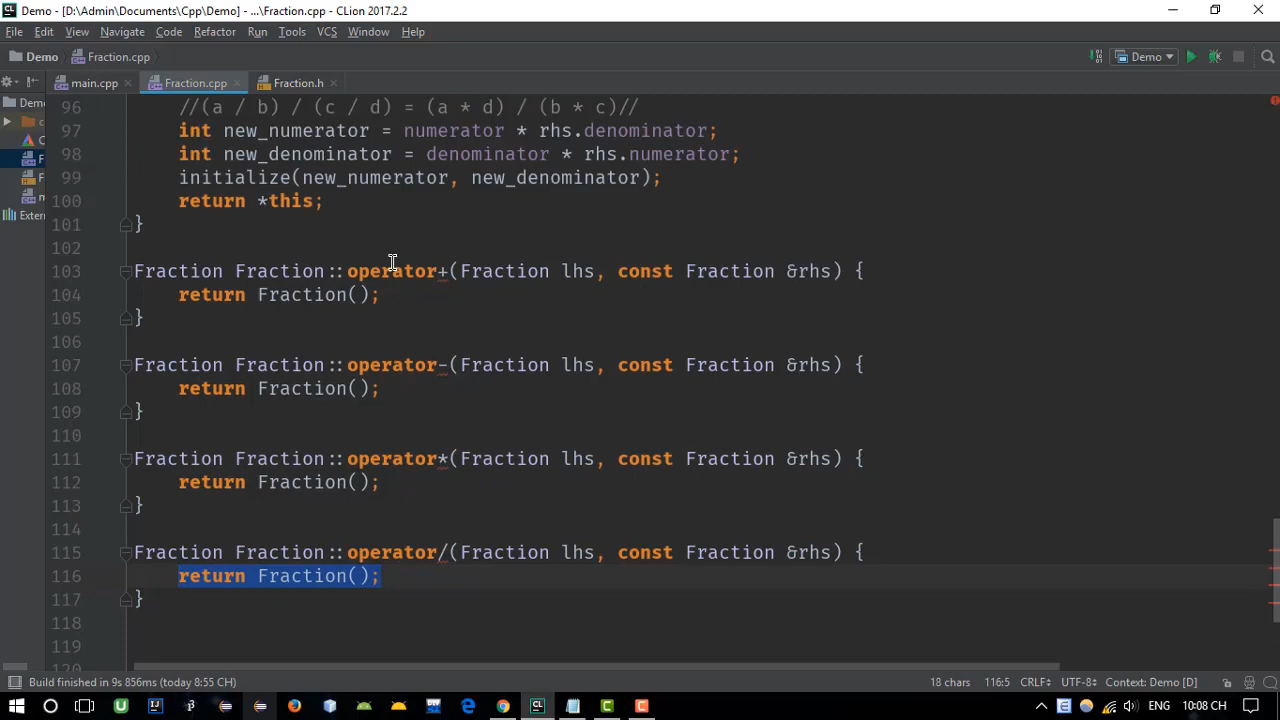 Demo - [D:\Admin\Documents\Cpp\Demo] - ...\Fraction.cpp - CLion 2017.2.2
File Edit View Navigate Code Refactor Run Tools VCS Window Help
Demo Fraction.cpp Demo
main.cpp Fraction.cpp Fraction.h
Demo
Exter
96 //(a / b) / (c / d) = (a * d) / (b * c)//
97 int new_numerator = numerator * rhs.denominator;
98 int new_denominator = denominator * rhs.numerator;
99 initialize(new_numerator, new_denominator);
100 return *this;
101 }
102
103 Fraction Fraction::operator+(Fraction lhs, const Fraction &rhs) {
104 return Fraction();
105 }
106
107 Fraction Fraction::operator-(Fraction lhs, const Fraction &rhs) {
108 return Fraction();
109 }
110
111 Fraction Fraction::operator*(Fraction lhs, const Fraction &rhs) {
112 return Fraction();
113 }
114
115 Fraction Fraction::operator/(Fraction lhs, const Fraction &rhs) {
116 return Fraction();
117 }
118
119
120
Build finished in 9s 856ms (today 8:55 CH) 18 chars 116:5 CRLF÷ UTF-8÷ Context: Demo [D]
ENG 10:08 CH